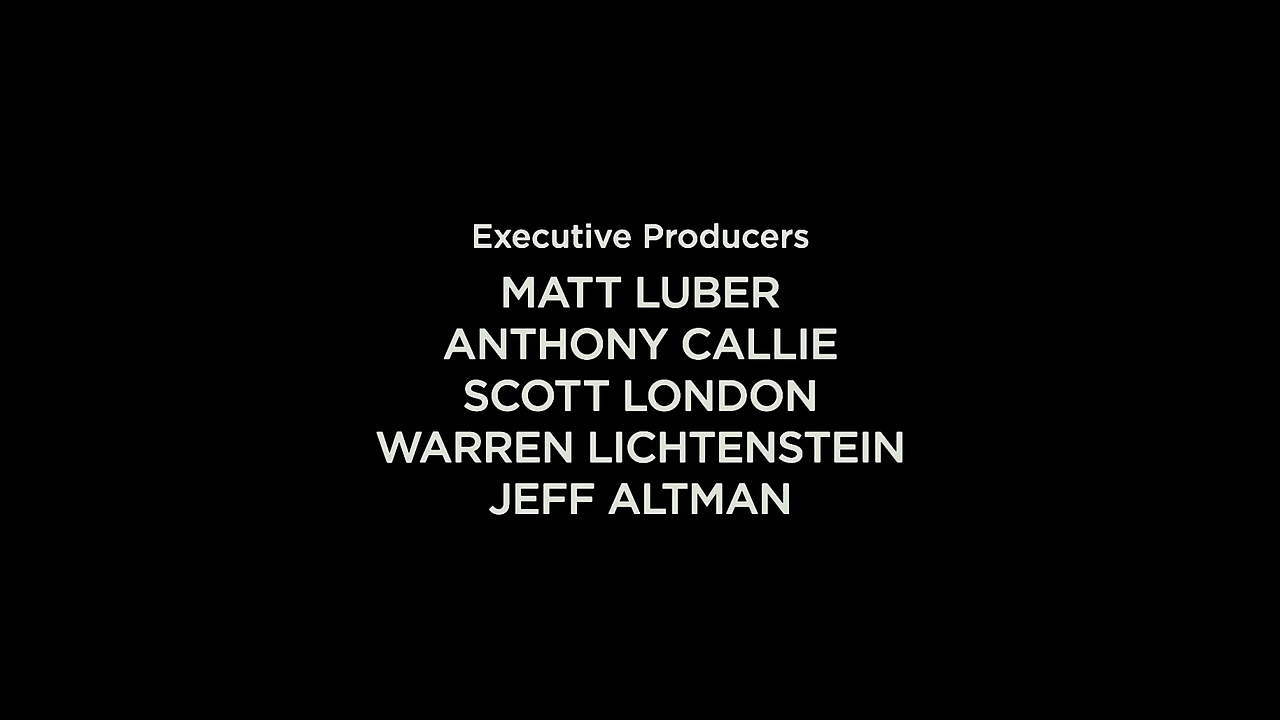 Executive Producers
MATT LUBER
ANTHONY CALLIE
SCOTT LONDON
WARREN LICHTENSTEIN
JEFF ALTMAN